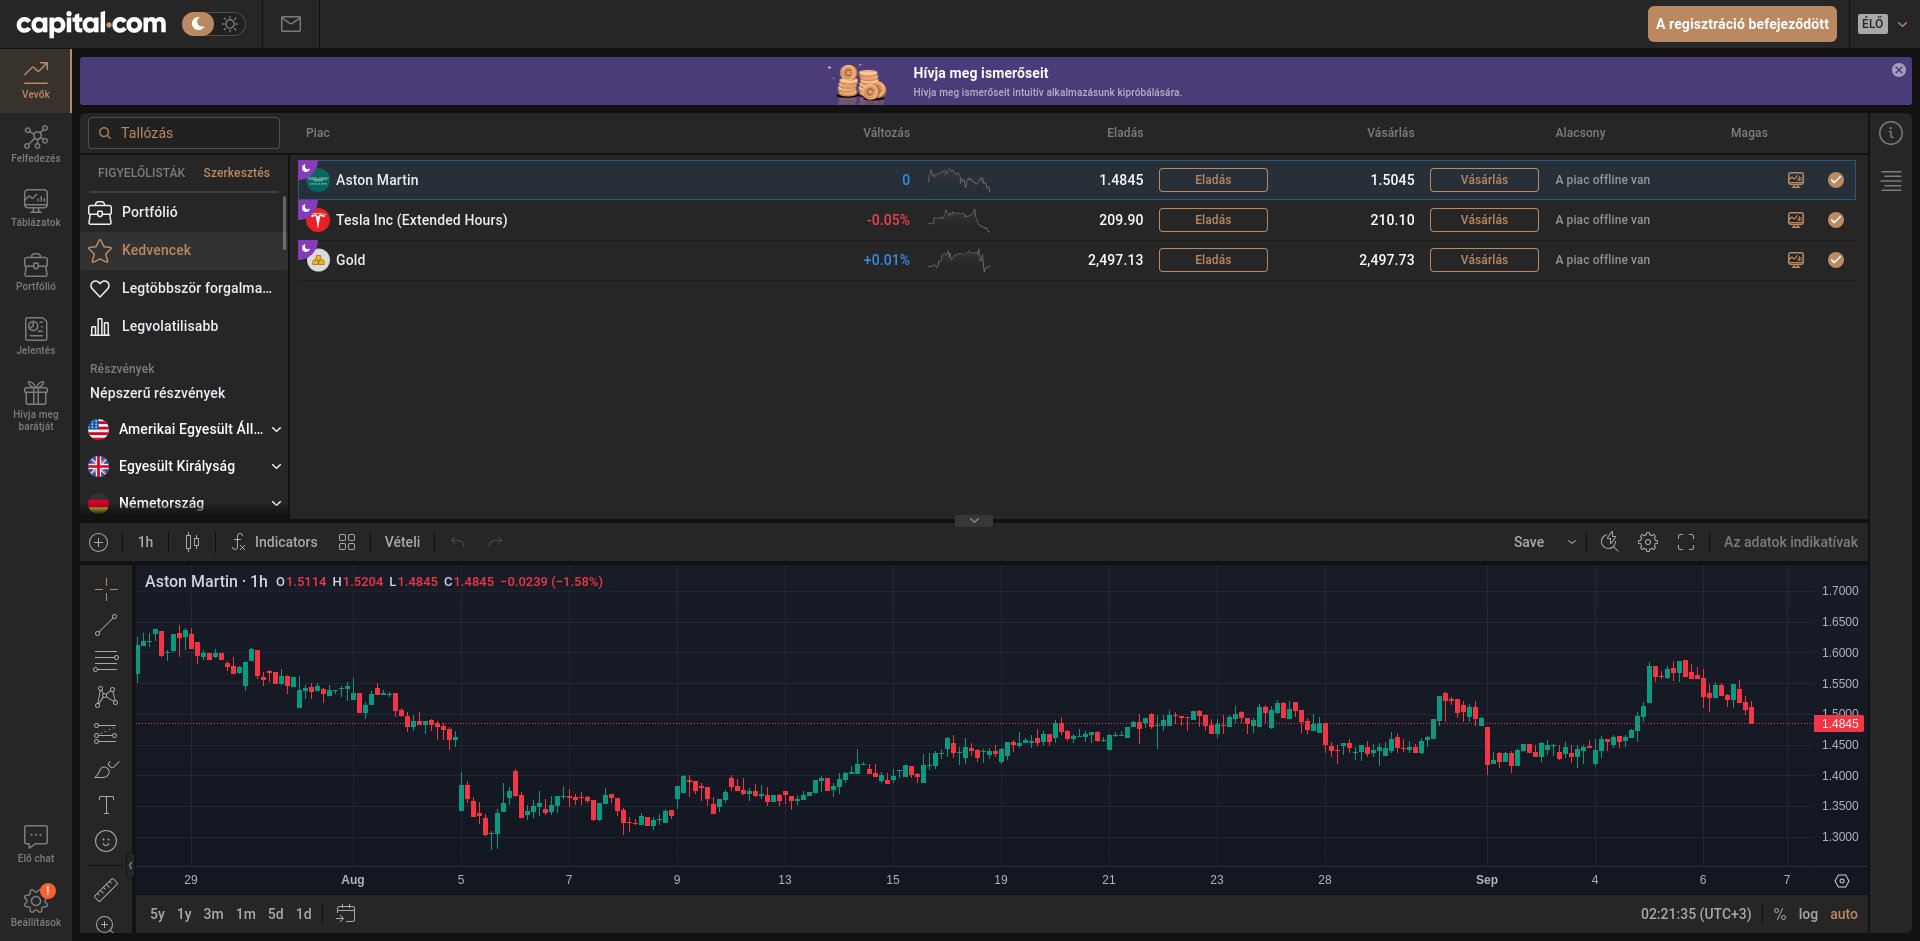 capital.com
A regisztráció befejeződött
ÉLŐ
Vevők
Felfedezés
Táblázatok
Portfólió
Jelentés
Hívja meg
barátját
Élő chat
!
Beállítások
Hívja meg ismerőseit
Hívja meg ismerőseit intuitív alkalmazásunk kipróbálására.
Tallózás
Piac Változás Eladás Vásárlás Alacsony Magas
FIGYELŐLISTÁK Szerkesztés
Portfólió
Kedvencek
Legtöbbször forgalma...
Legvolatilisabb
Részvények
Népszerű részvények
Amerikai Egyesült Áll...
Egyesült Királyság
Németország
Aston Martin 0 1.4845 Eladás 1.5045 Vásárlás A piac offline van
Tesla Inc (Extended Hours) -0.05% 209.90 Eladás 210.10 Vásárlás A piac offline van
Gold +0.01% 2,497.13 Eladás 2,497.73 Vásárlás A piac offline van
1h Indicators Vételi Save Az adatok indikatívak
Aston Martin · 1h O1.5114 H1.5204 L1.4845 C1.4845 −0.0239 (−1.58%)
1.7000
1.6500
1.6000
1.5500
1.5000
1.4845
1.4500
1.4000
1.3500
1.3000
29 Aug 5 7 9 13 15 19 21 23 28 Sep 4 6 7
5y 1y 3m 1m 5d 1d 02:21:35 (UTC+3) % log auto